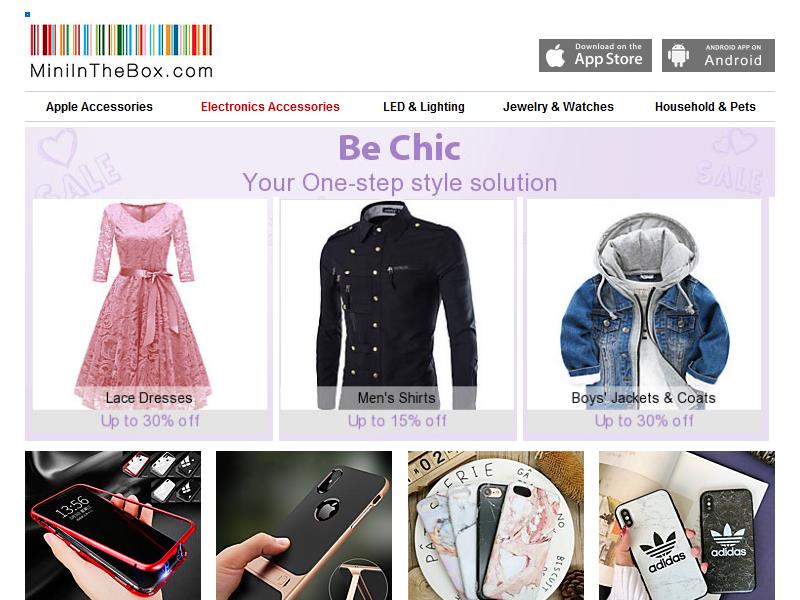 MiniInTheBox.com
Download on the
App Store
ANDROID APP ON
Android
Apple Accessories
Electronics Accessories
LED & Lighting
Jewelry & Watches
Household & Pets
SALE
Be Chic
SALE
Your One-step style solution
Lace Dresses
Men's Shirts
Boys' Jackets & Coats
Up to 30% off
Up to 15% off
Up to 30% off
13:56
adidas
adidas